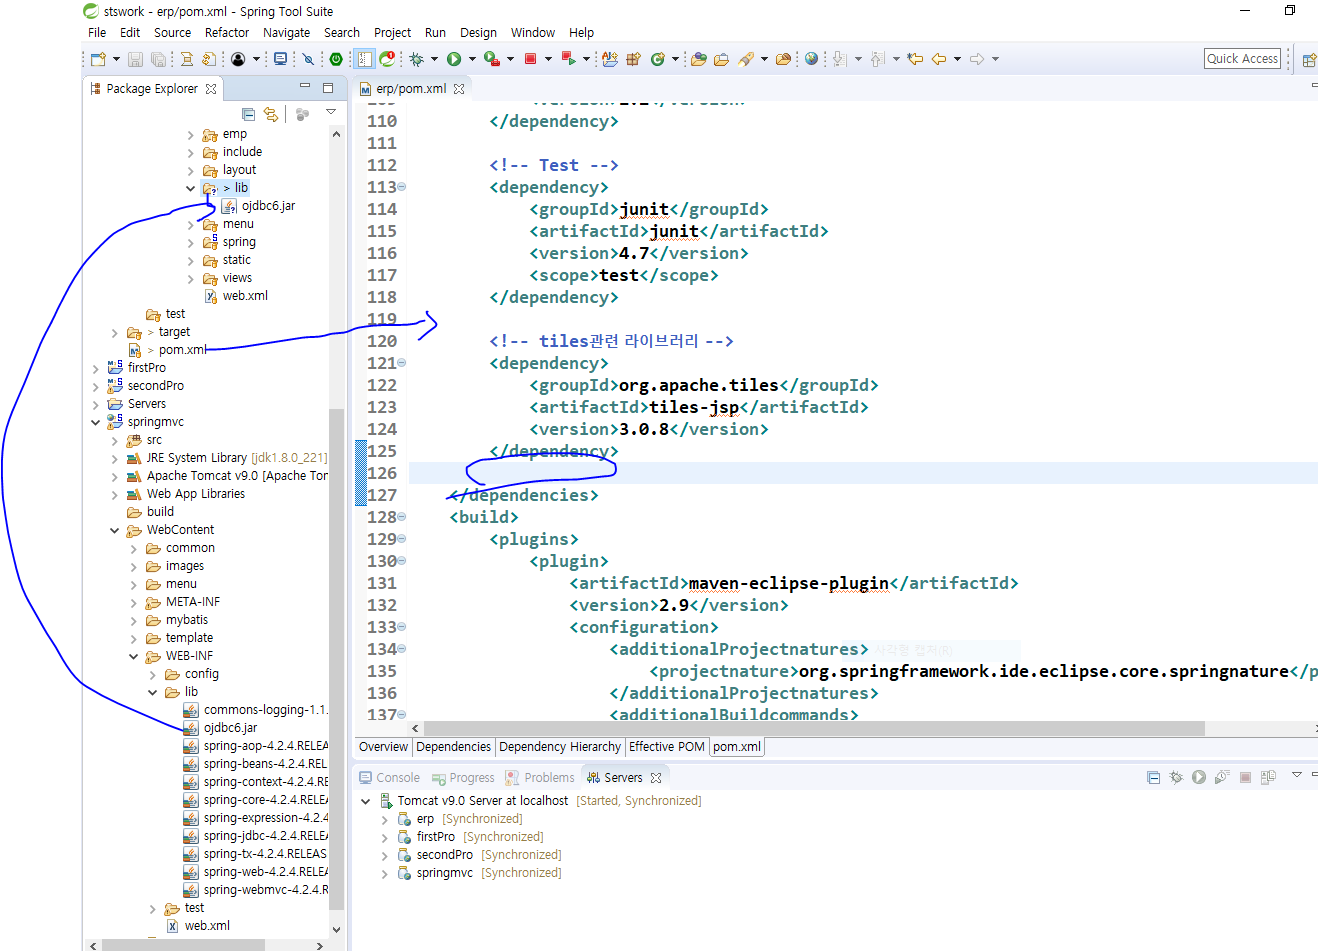 stswork - erp/pom.xml - Spring Tool Suite
File Edit Source Refactor Navigate Search Project Run Design Window Help
Quick Access
Package Explorer
emp
include
layout
> lib
ojdbc6.jar
menu
spring
static
views
web.xml
test
> target
> pom.xml
firstPro
secondPro
Servers
springmvc
src
JRE System Library [jdk1.8.0_221]
Apache Tomcat v9.0 [Apache Tor
Web App Libraries
build
WebContent
common
images
menu
META-INF
mybatis
template
WEB-INF
config
lib
commons-logging-1.1.
ojdbc6.jar
spring-aop-4.2.4.RELEA
spring-beans-4.2.4.REL
spring-context-4.2.4.RE
spring-core-4.2.4.RELEA
spring-expression-4.2.4
spring-jdbc-4.2.4.RELEA
spring-tx-4.2.4.RELEAS
spring-web-4.2.4.RELEA
spring-webmvc-4.2.4.R
test
web.xml
erp/pom.xml
110 </dependency>
111
112 <!-- Test -->
113 <dependency>
114 <groupId>junit</groupId>
115 <artifactId>junit</artifactId>
116 <version>4.7</version>
117 <scope>test</scope>
118 </dependency>
119
120 <!-- tiles관련 라이브러리 -->
121 <dependency>
122 <groupId>org.apache.tiles</groupId>
123 <artifactId>tiles-jsp</artifactId>
124 <version>3.0.8</version>
125 </dependency>
126
127 </dependencies>
128 <build>
129 <plugins>
130 <plugin>
131 <artifactId>maven-eclipse-plugin</artifactId>
132 <version>2.9</version>
133 <configuration>
134 <additionalProjectnatures>
사각형 캡처(R)
135 <projectnature>org.springframework.ide.eclipse.core.springnature</p
136 </additionalProjectnatures>
137 <additionalBuildcommands>
Overview Dependencies Dependency Hierarchy Effective POM pom.xml
Console Progress Problems Servers
Tomcat v9.0 Server at localhost [Started, Synchronized]
erp [Synchronized]
firstPro [Synchronized]
secondPro [Synchronized]
springmvc [Synchronized]